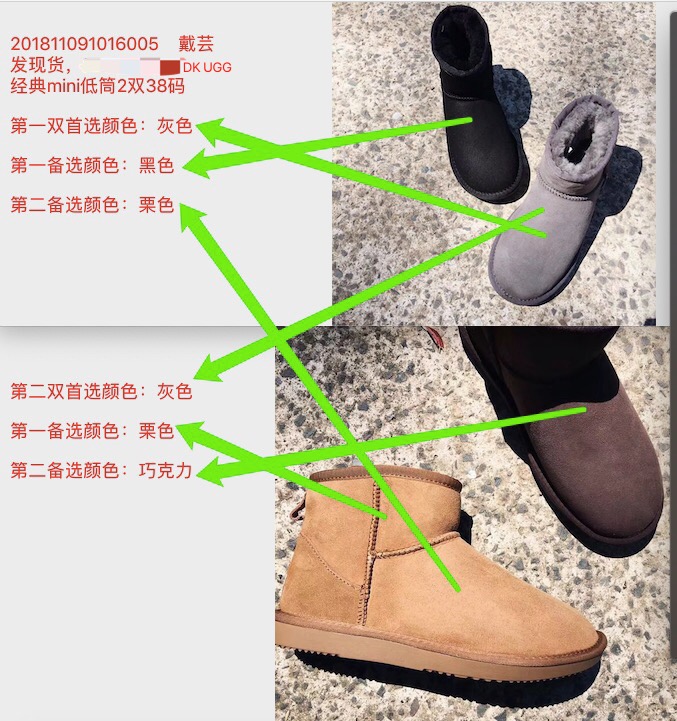 201811091016005 戴芸
发现货, DK UGG
经典mini低筒2双38码
第一双首选颜色：灰色
第一备选颜色：黑色
第二备选颜色：栗色
第二双首选颜色：灰色
第一备选颜色：栗色
第二备选颜色：巧克力